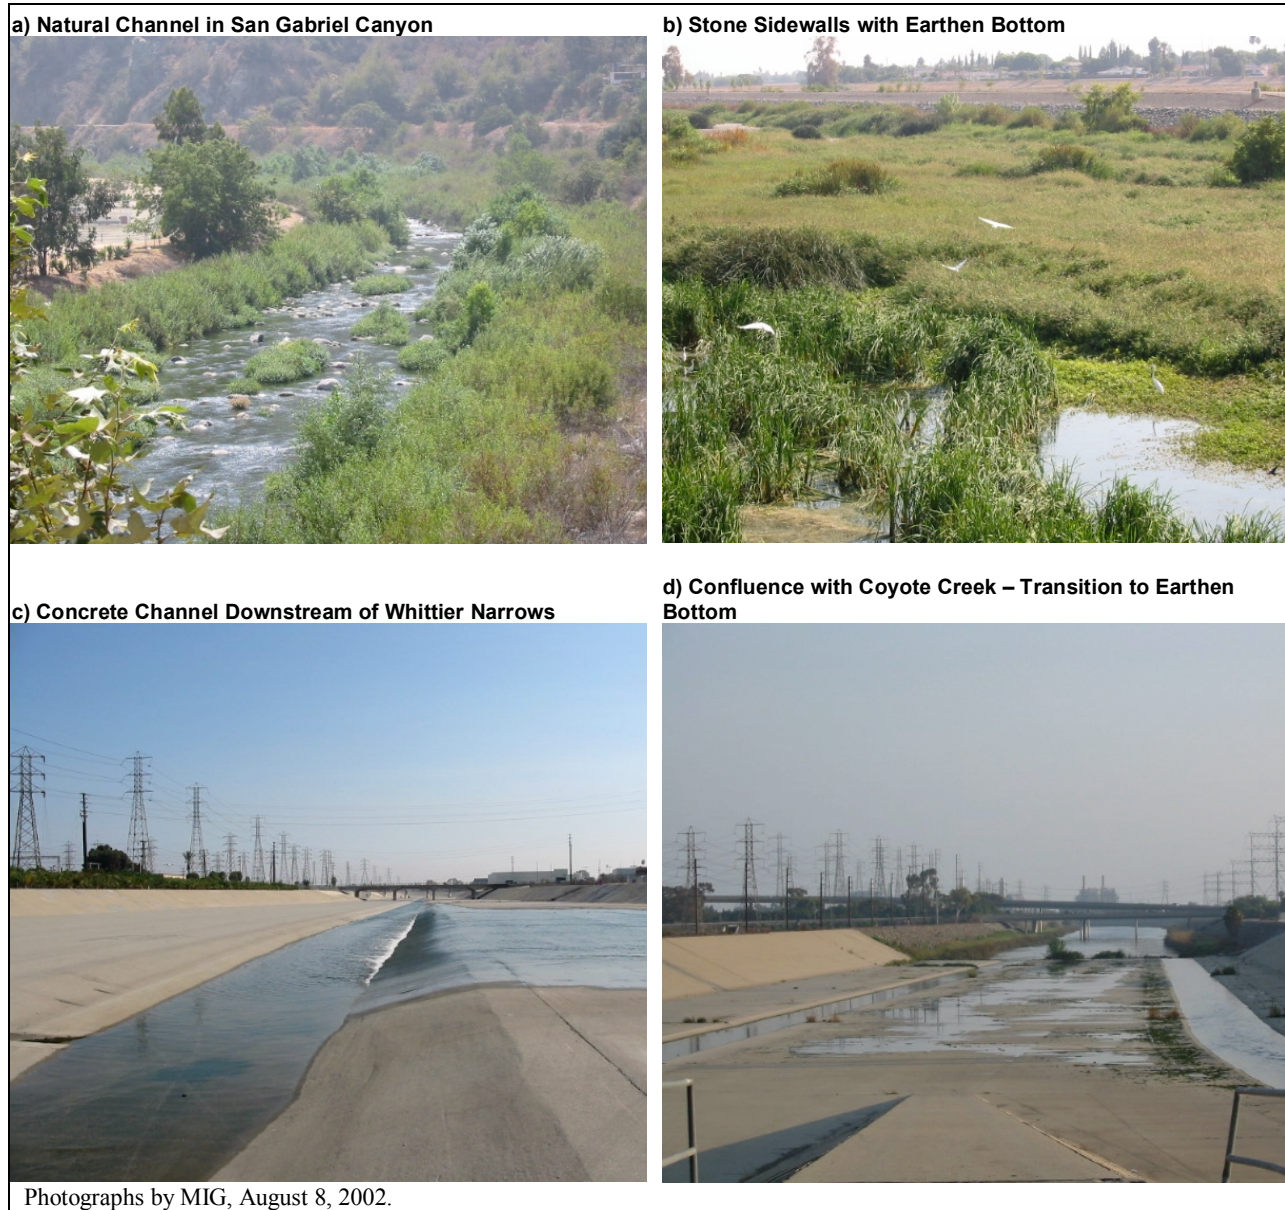 a) Natural Channel in San Gabriel Canyon
b) Stone Sidewalls with Earthen Bottom
c) Concrete Channel Downstream of Whittier Narrows
d) Confluence with Coyote Creek – Transition to Earthen
Bottom
Photographs by MIG, August 8, 2002.